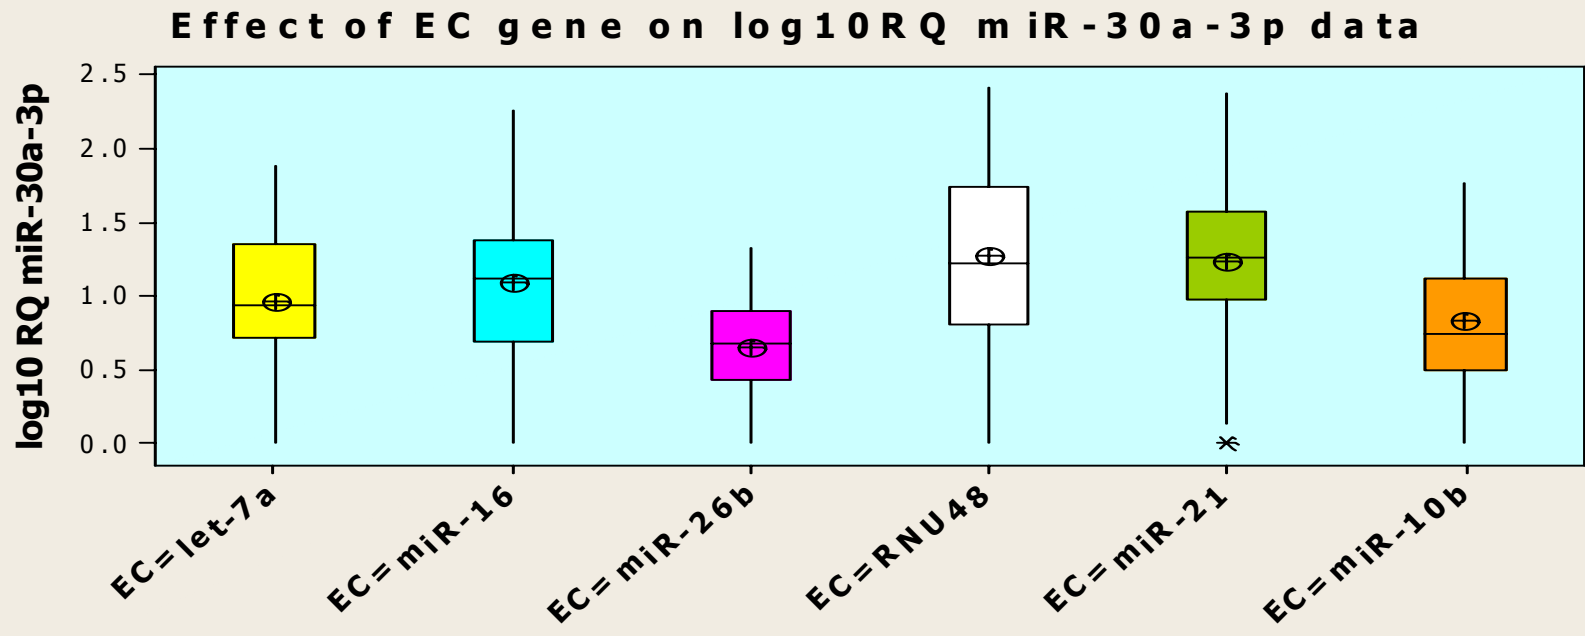 Effect of EC gene on log10RQ miR-30a-3p data
log10 RQ miR-30a-3p
2.5
2.0
1.5
1.0
0.5
0.0
EC=let-7a
EC=miR-16
EC=miR-26b
EC=RNU48
EC=miR-21
EC=miR-10b